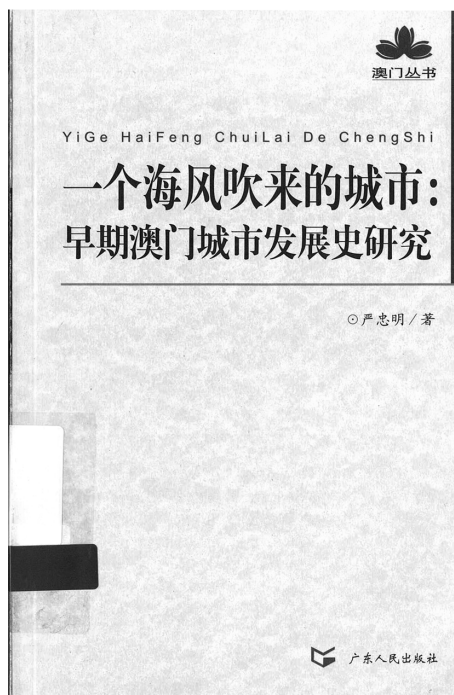 澳门丛书
YiGe HaiFeng ChuiLai De ChengShi
一个海风吹来的城市：
早期澳门城市发展史研究
⊙严忠明／著
广东人民出版社